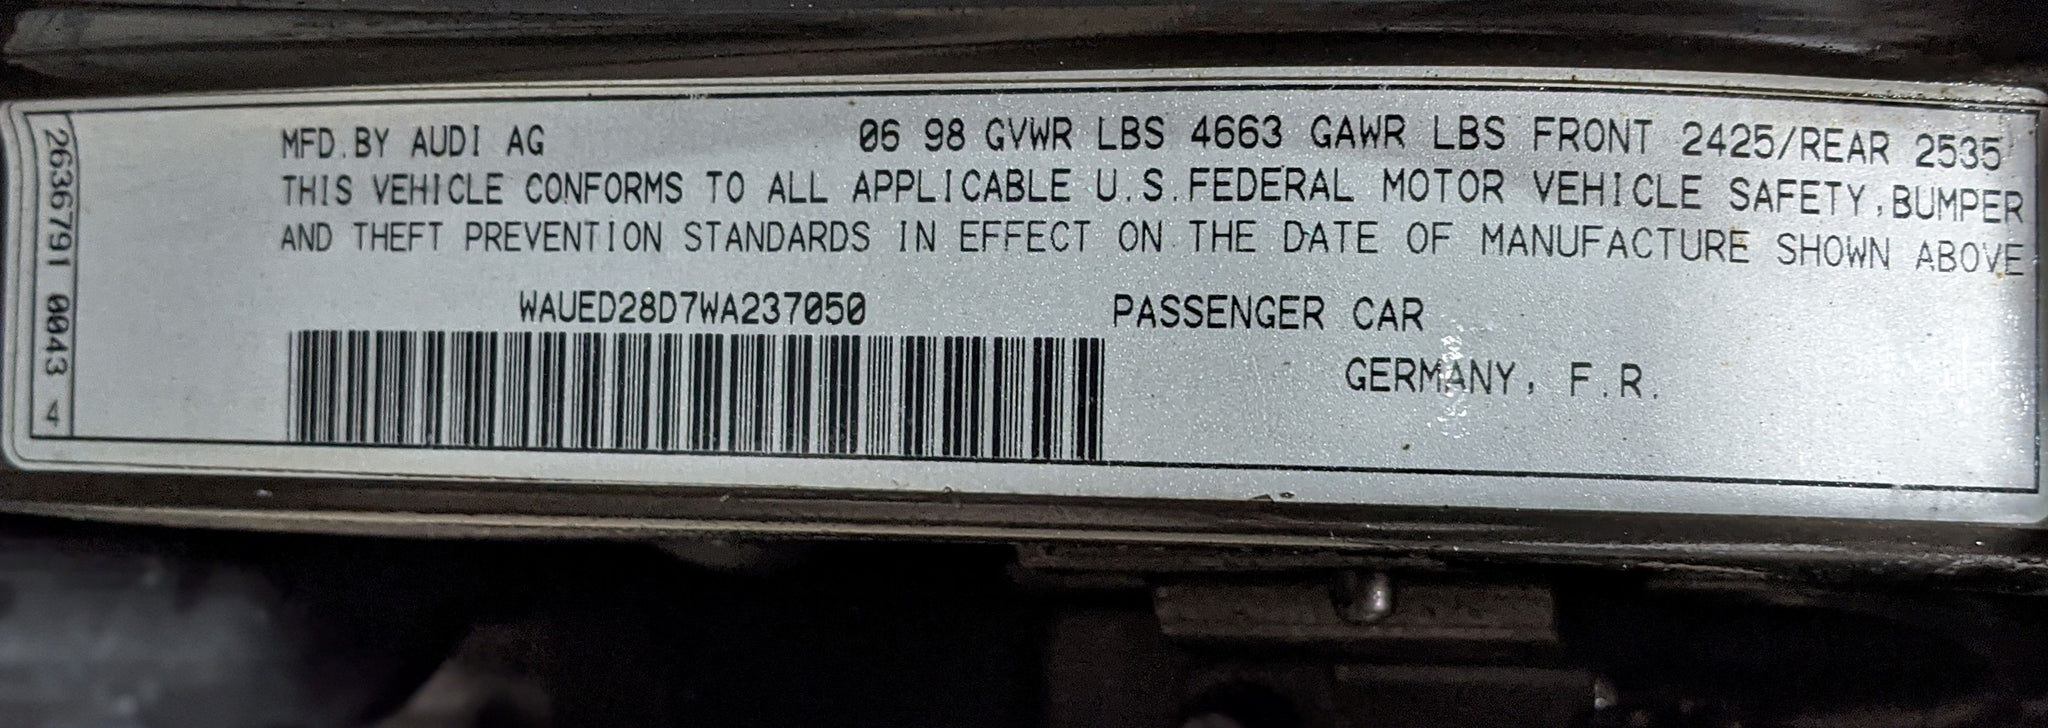 2636791 0043 4
MFD.BY AUDI AG 06 98 GVWR LBS 4663 GAWR LBS FRONT 2425/REAR 2535
THIS VEHICLE CONFORMS TO ALL APPLICABLE U.S.FEDERAL MOTOR VEHICLE SAFETY,BUMPER
AND THEFT PREVENTION STANDARDS IN EFFECT ON THE DATE OF MANUFACTURE SHOWN ABOVE
WAUED28D7WA237050 PASSENGER CAR
GERMANY, F.R.